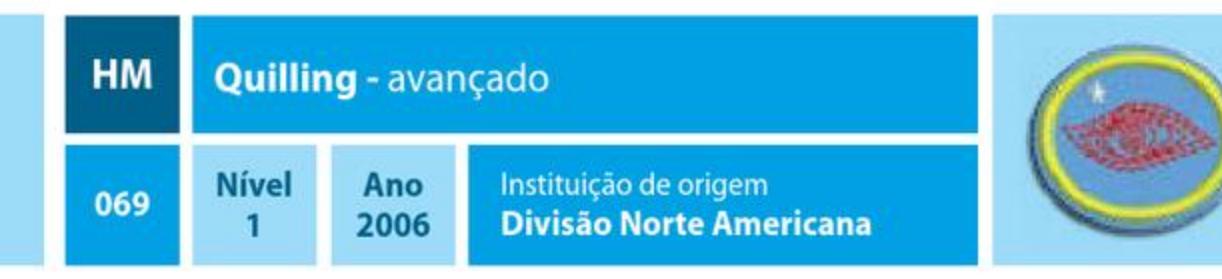 HM
Quilling - avançado
069
Nível
1
Ano
2006
Instituição de origem
Divisão Norte Americana